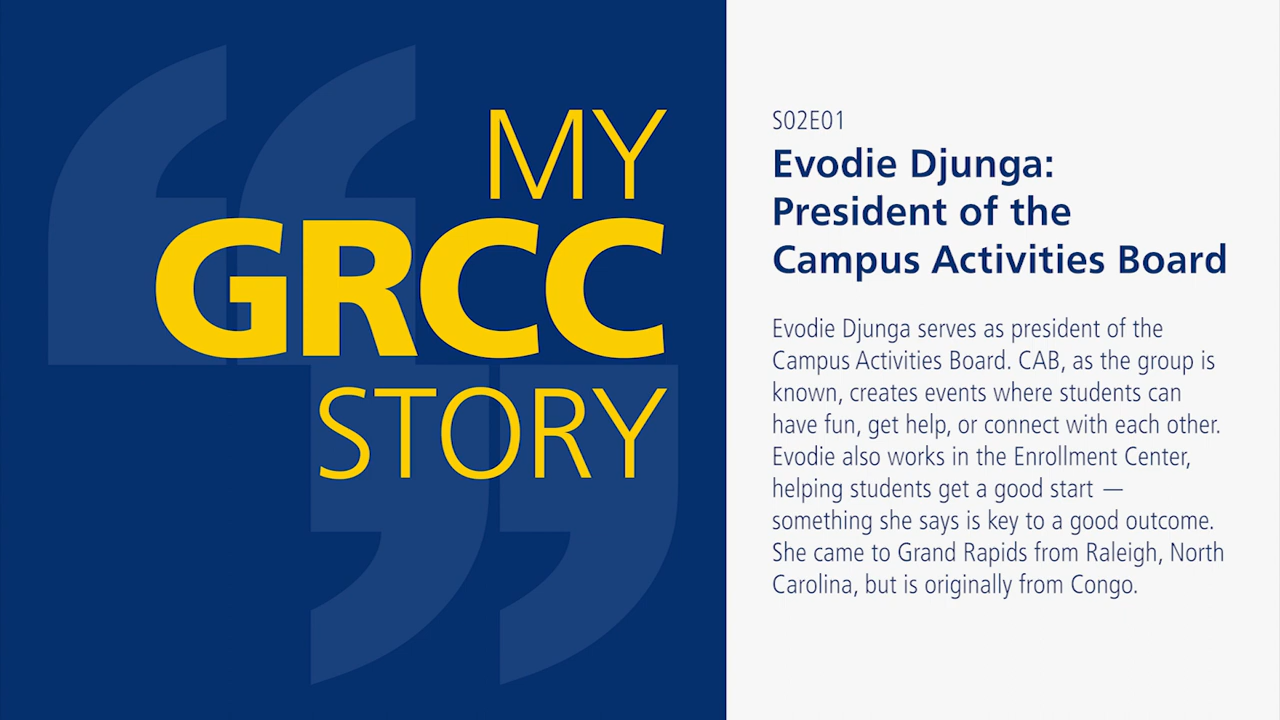 MY
GRCC
STORY
S02E01
Evodie Djunga:
President of the
Campus Activities Board
Evodie Djunga serves as president of the
Campus Activities Board. CAB, as the group is
known, creates events where students can
have fun, get help, or connect with each other.
Evodie also works in the Enrollment Center,
helping students get a good start —
something she says is key to a good outcome.
She came to Grand Rapids from Raleigh, North
Carolina, but is originally from Congo.